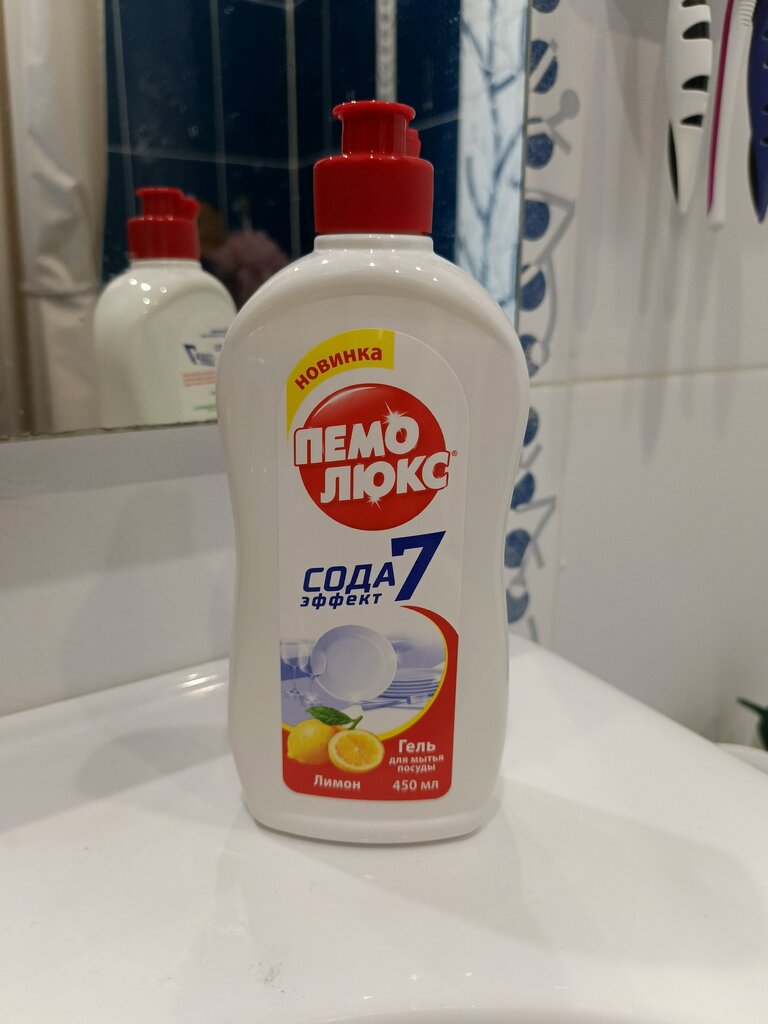 новинка
ПЕМО
ЛЮКС®
СОДА 7
эффект
Гель
для мытья
посуды
Лимон
450 мл